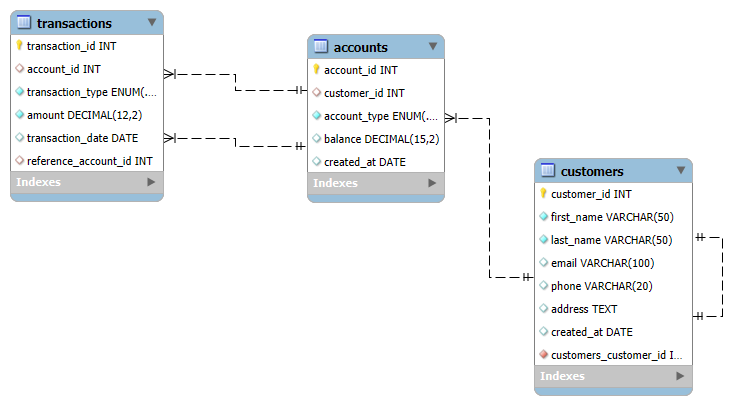 transactions
transaction_id INT
account_id INT
transaction_type ENUM(....
amount DECIMAL(12,2)
transaction_date DATE
reference_account_id INT
Indexes
accounts
account_id INT
customer_id INT
account_type ENUM(....
balance DECIMAL(15,2)
created_at DATE
Indexes
customers
customer_id INT
first_name VARCHAR(50)
last_name VARCHAR(50)
email VARCHAR(100)
phone VARCHAR(20)
address TEXT
created_at DATE
customers_customer_id I...
Indexes